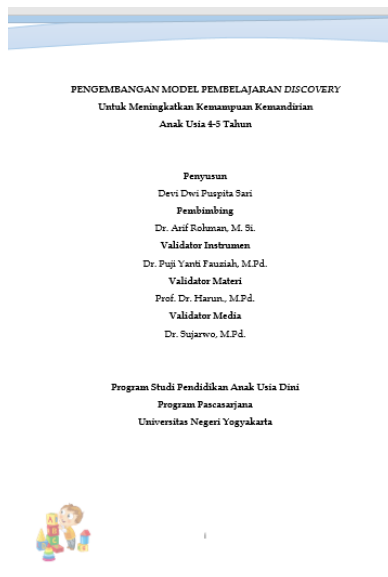 PENGEMBANGAN MODEL PEMBELAJARAN DISCOVERY
Untuk Meningkatkan Kemampuan Kemandirian
Anak Usia 4-5 Tahun
Penyusun
Devi Dwi Puspita Sari
Pembimbing
Dr. Arif Rohman, M. Si.
Validator Instrumen
Dr. Puji Yanti Fauziah, M.Pd.
Validator Materi
Prof. Dr. Harun., M.Pd.
Validator Media
Dr. Sujarwo, M.Pd.
Program Studi Pendidikan Anak Usia Dini
Program Pascasarjana
Universitas Negeri Yogyakarta
i